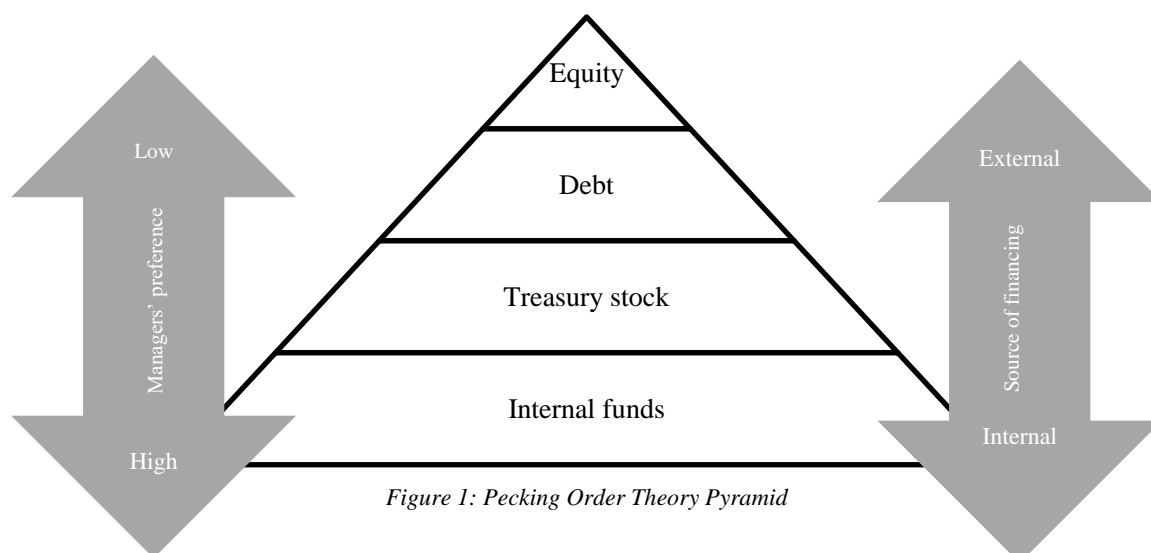 Equity
Low
External
Debt
Managers’ preference
Source of financing
Treasury stock
Internal funds
High
Internal
Figure 1: Pecking Order Theory Pyramid